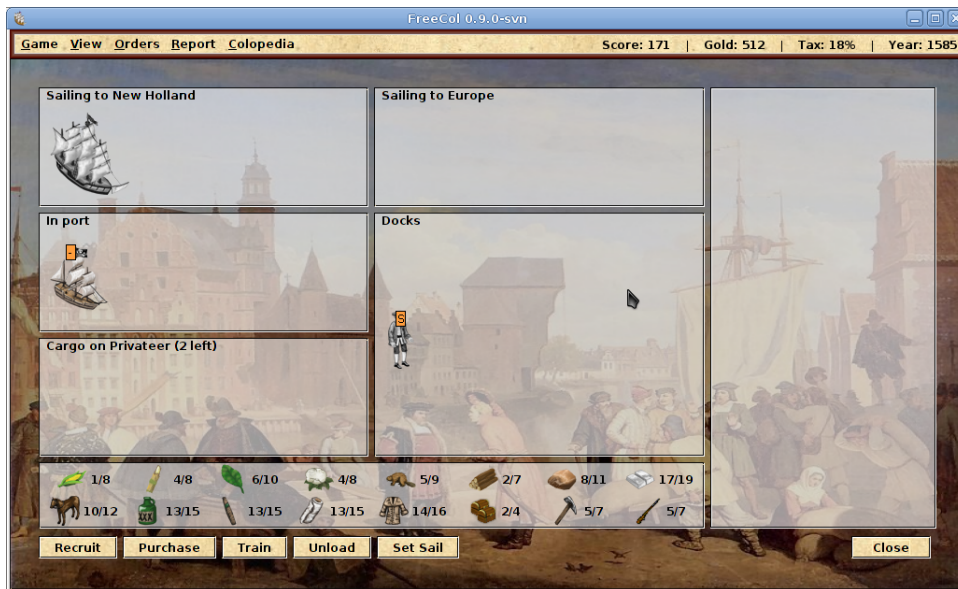 FreeCol 0.9.0-svn
Game View Orders Report Colopedia Score: 171 | Gold: 512 | Tax: 18% | Year: 1585
Sailing to New Holland
Sailing to Europe
In port
-
Docks
S
Cargo on Privateer (2 left)
1/8 4/8 6/10 4/8 5/9 2/7 8/11 17/19
10/12 XXX 13/15 13/15 13/15 14/16 2/4 5/7 5/7
Recruit Purchase Train Unload Set Sail Close